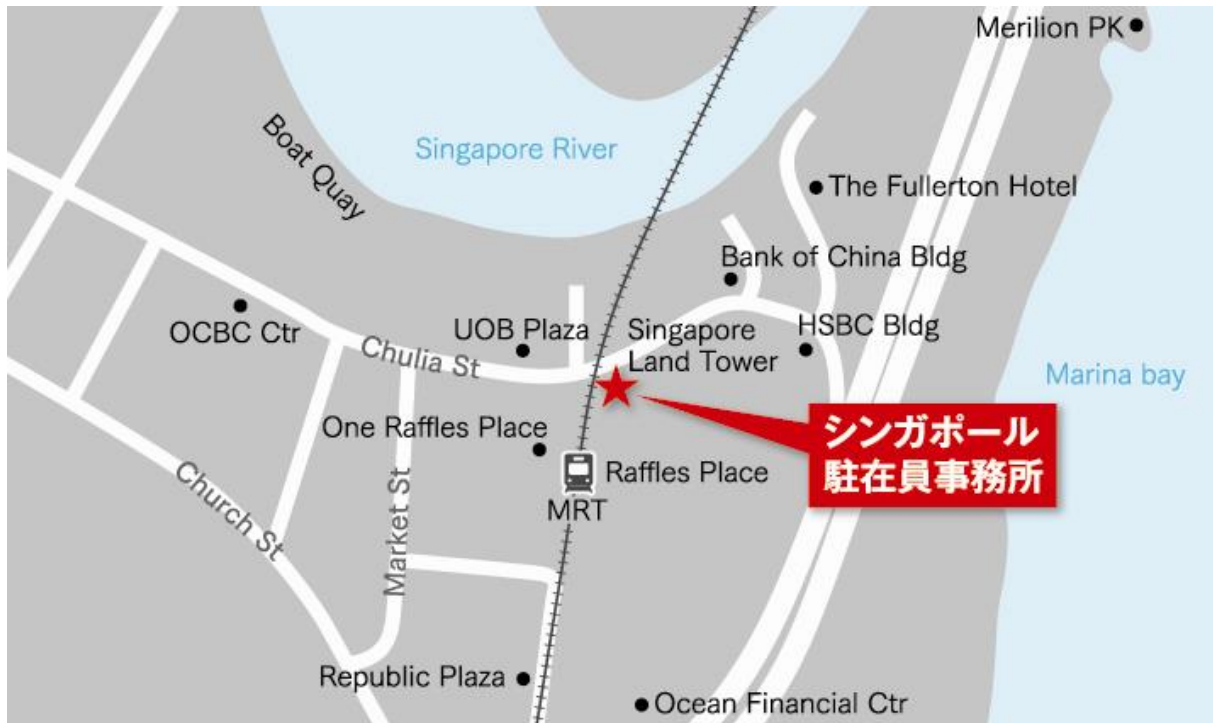 Merilion PK
Boat Quay
Singapore River
The Fullerton Hotel
Bank of China Bldg
OCBC Ctr
UOB Plaza
Singapore
Land Tower
HSBC Bldg
Chulia St
Marina bay
One Raffles Place
シンガポール
駐在員事務所
Raffles Place
MRT
Church St
Market St
Republic Plaza
Ocean Financial Ctr